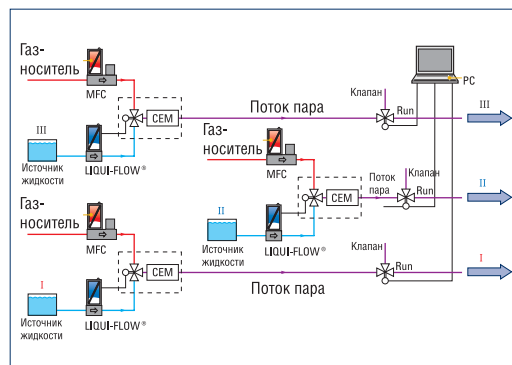 Газ-
носитель
MFC
III
Источник
жидкости
LIQUI-FLOW®
CEM
Поток пара
Клапан
Run
PC
III
Газ-
носитель
MFC
II
Источник
жидкости
LIQUI-FLOW®
CEM
Поток
пара
Клапан
Run
II
Газ-
носитель
MFC
I
Источник
жидкости
LIQUI-FLOW®
CEM
Поток пара
Клапан
Run
I